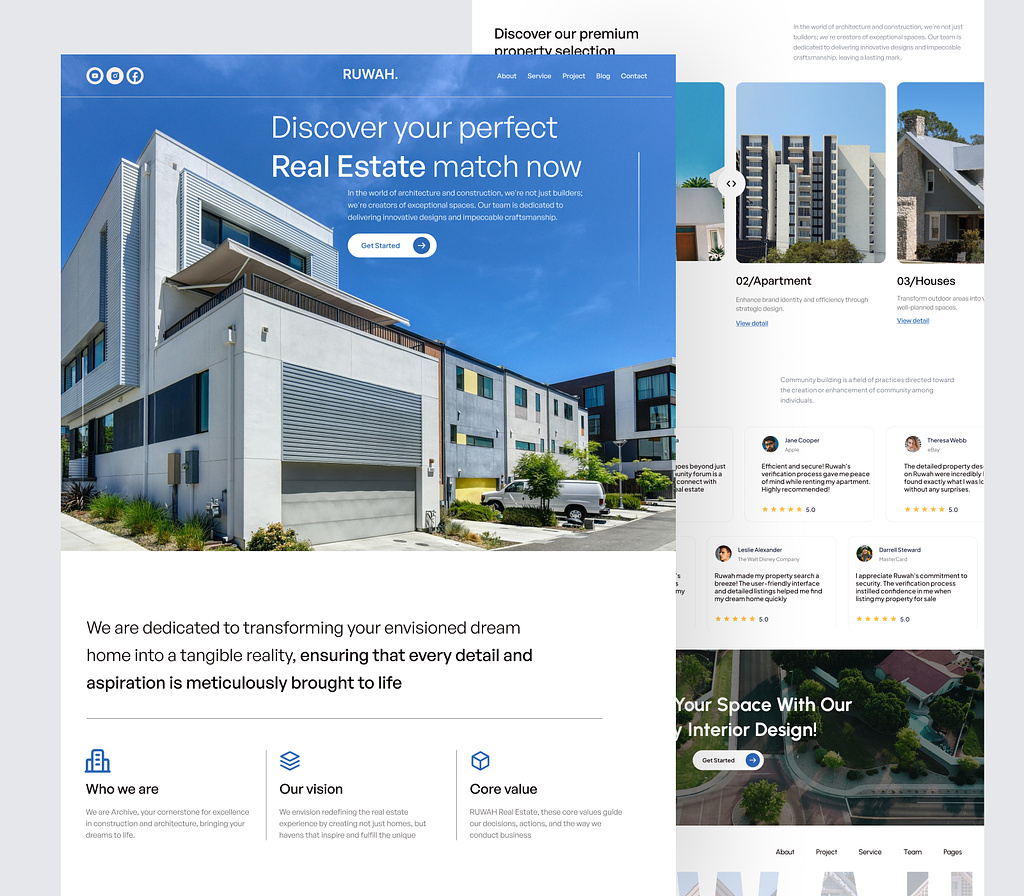 Discover our premium
property selection
In the world of architecture and construction, we're not just
builders; we're creators of exceptional spaces. Our team is
dedicated to delivering innovative designs and impeccable
craftsmanship, leaving a lasting mark.
RUWAH.
About Service Project Blog Contact
Discover your perfect
Real Estate match now
In the world of architecture and construction, we're not just builders;
we're creators of exceptional spaces. Our team is dedicated to
delivering innovative designs and impeccable craftsmanship.
Get Started
02/Apartment
Enhance brand identity and efficiency through
strategic design.
View detail
03/Houses
Transform outdoor areas into
well-planned spaces.
View detail
Community building is a field of practices directed toward
the creation or enhancement of community among
individuals.
goes beyond just
unity forum is a
connect with
eal estate
Jane Cooper
Apple
Efficient and secure! Ruwah's
verification process gave me peace
of mind while renting my apartment.
Highly recommended!
5.0
Theresa Webb
eBay
The detailed property des
on Ruwah were incredibly
found exactly what I was lo
without any surprises.
5.0
Leslie Alexander
The Walt Disney Company
Ruwah made my property search a
breeze! The user-friendly interface
and detailed listings helped me find
my dream home quickly
5.0
Darrell Steward
MasterCard
I appreciate Ruwah's commitment to
security. The verification process
instilled confidence in me when
listing my property for sale
5.0
We are dedicated to transforming your envisioned dream
home into a tangible reality, ensuring that every detail and
aspiration is meticulously brought to life
Who we are
We are Archive, your cornerstone for excellence
in construction and architecture, bringing your
dreams to life.
Our vision
We envision redefining the real estate
experience by creating not just homes, but
havens that inspire and fulfill the unique
Core value
RUWAH Real Estate, these core values guide
our decisions, actions, and the way we
conduct business
Your Space With Our
y Interior Design!
Get Started
About Project Service Team Pages